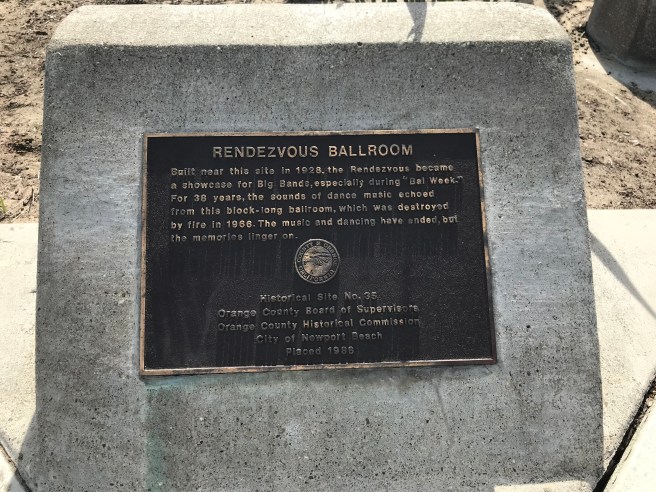 RENDEZVOUS BALLROOM
Built near this site in 1928, the Rendezvous became
a showcase for Big Bands, especially during "Bal Week."
For 38 years, the sounds of dance music echoed
from this block-long ballroom, which was destroyed
by fire in 1966. The music and dancing have ended, but
the memories linger on.
Historical Site No. 35
Orange County Board of Supervisors
Orange County Historical Commission
City of Newport Beach
Placed 1986